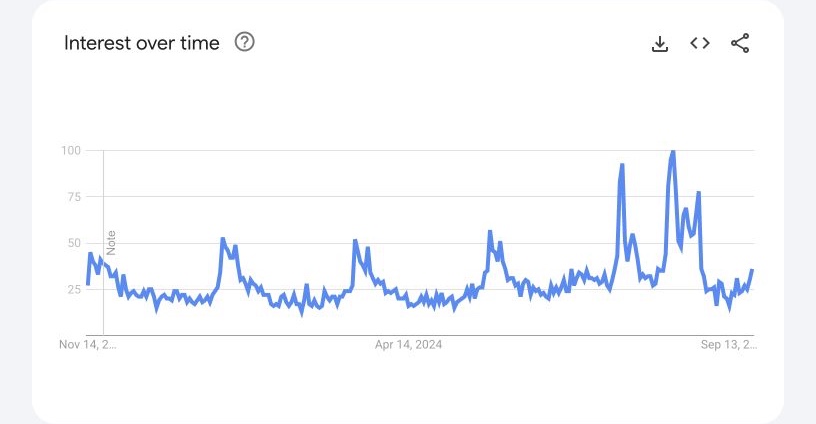 Interest over time
100
75
50
25
Note
Nov 14, 2...
Apr 14, 2024
Sep 13, 2...